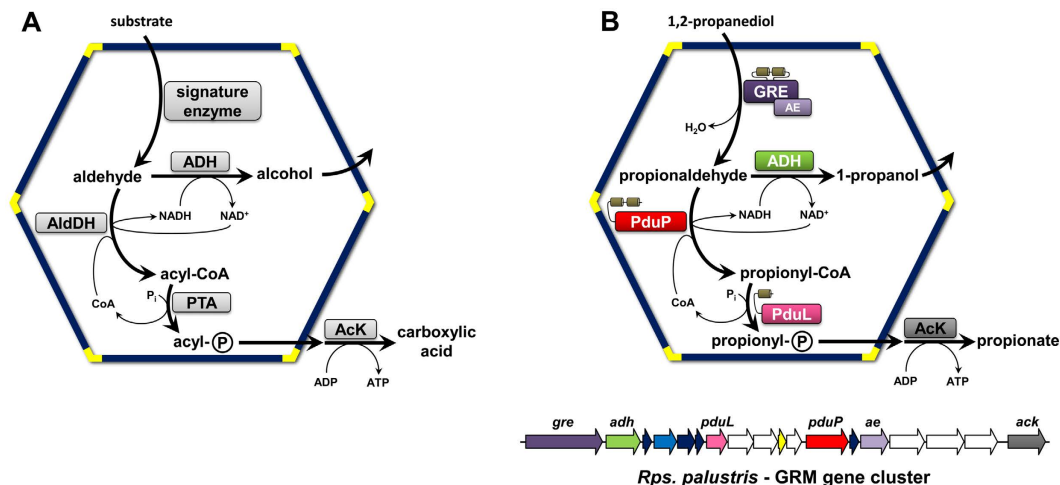 A
substrate
signature
enzyme
aldehyde
ADH
alcohol
NADH
NAD+
AldDH
acyl-CoA
CoA
Pi
PTA
acyl-P
AcK
carboxylic
acid
ADP
ATP
B
1,2-propanediol
GRE
AE
H2O
propionaldehyde
ADH
1-propanol
NADH
NAD+
PduP
propionyl-CoA
CoA
Pi
PduL
propionyl-P
AcK
propionate
ADP
ATP
gre adh pduL pduP ae ack
Rps. palustris - GRM gene cluster